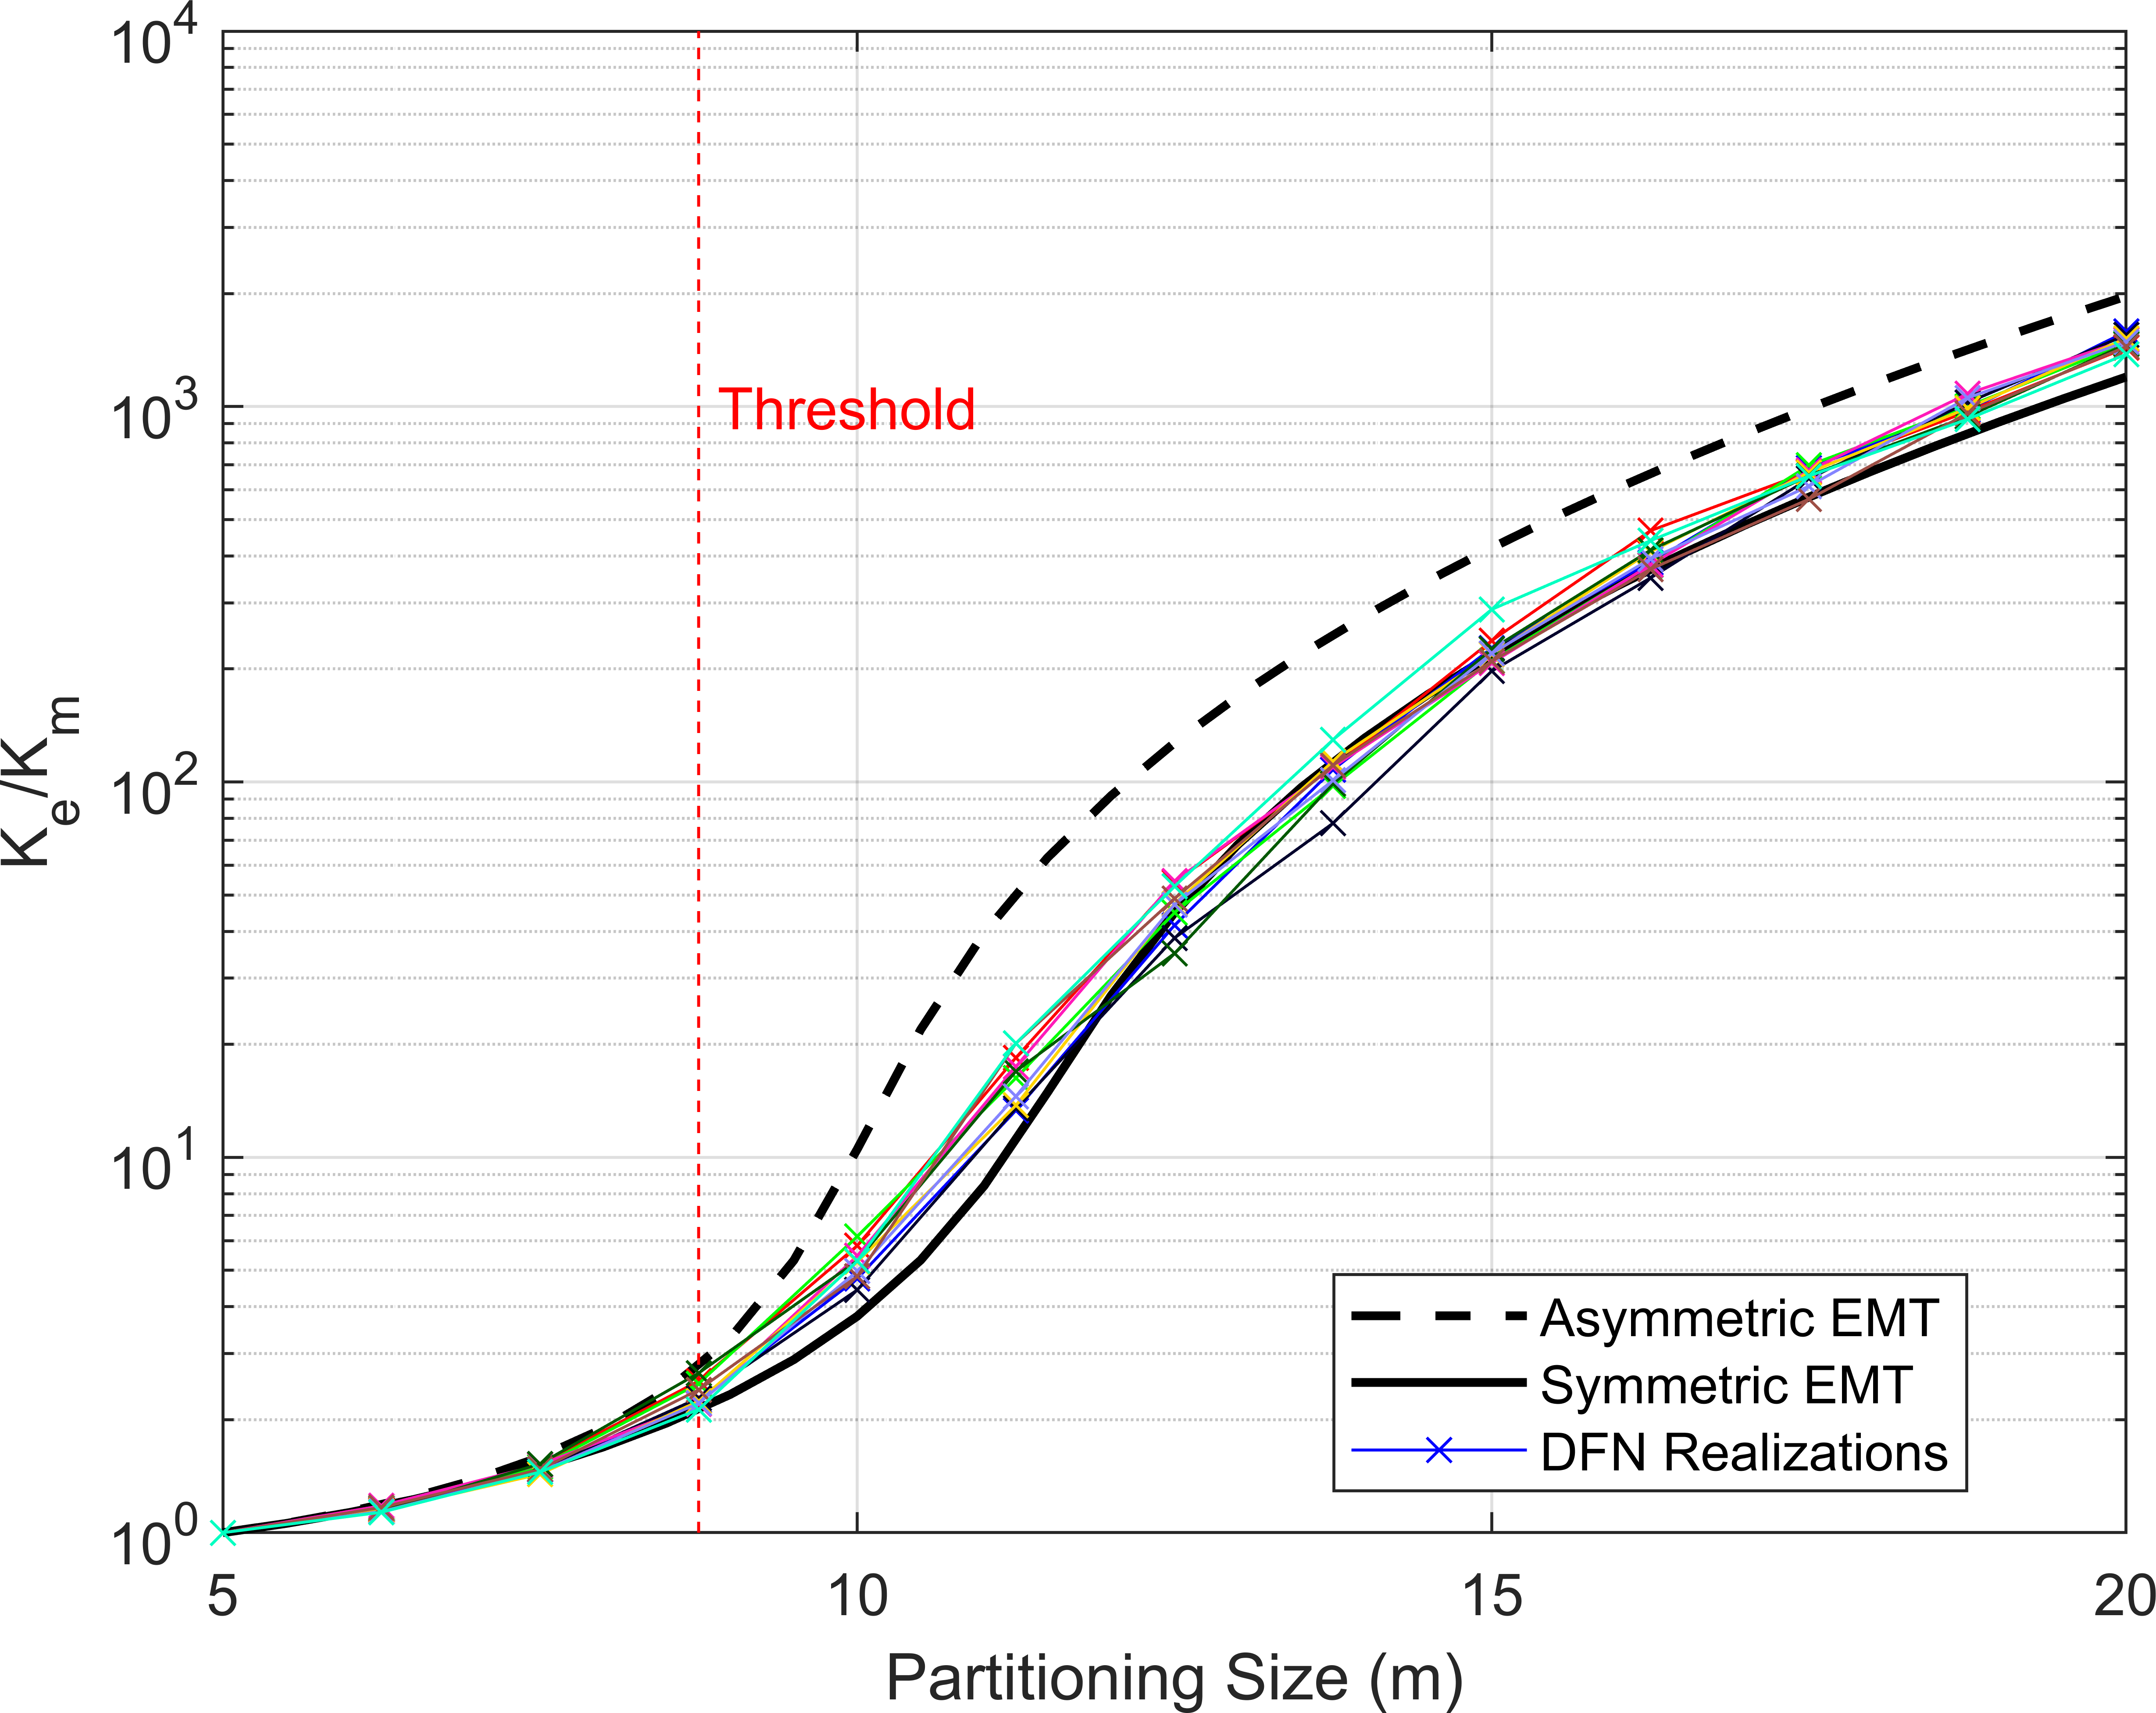 10^4
10^3
10^2
10^1
10^0
K_e/K_m
Threshold
Asymmetric EMT
Symmetric EMT
DFN Realizations
5 10 15 20
Partitioning Size (m)